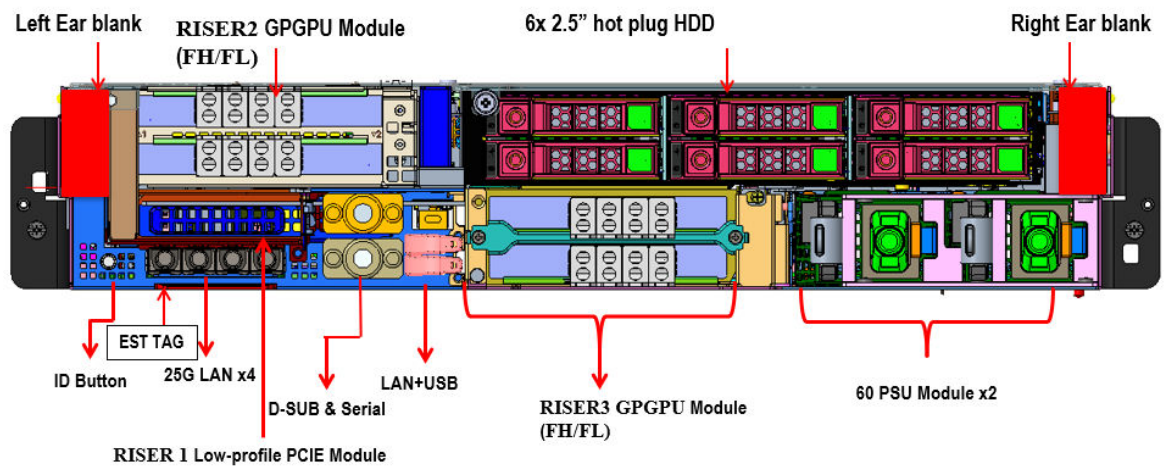 Left Ear blank
RISER2 GPGPU Module
(FH/FL)
6x 2.5” hot plug HDD
Right Ear blank
EST TAG
ID Button
25G LAN x4
D-SUB & Serial
LAN+USB
RISER3 GPGPU Module
(FH/FL)
60 PSU Module x2
RISER 1 Low-profile PCIE Module